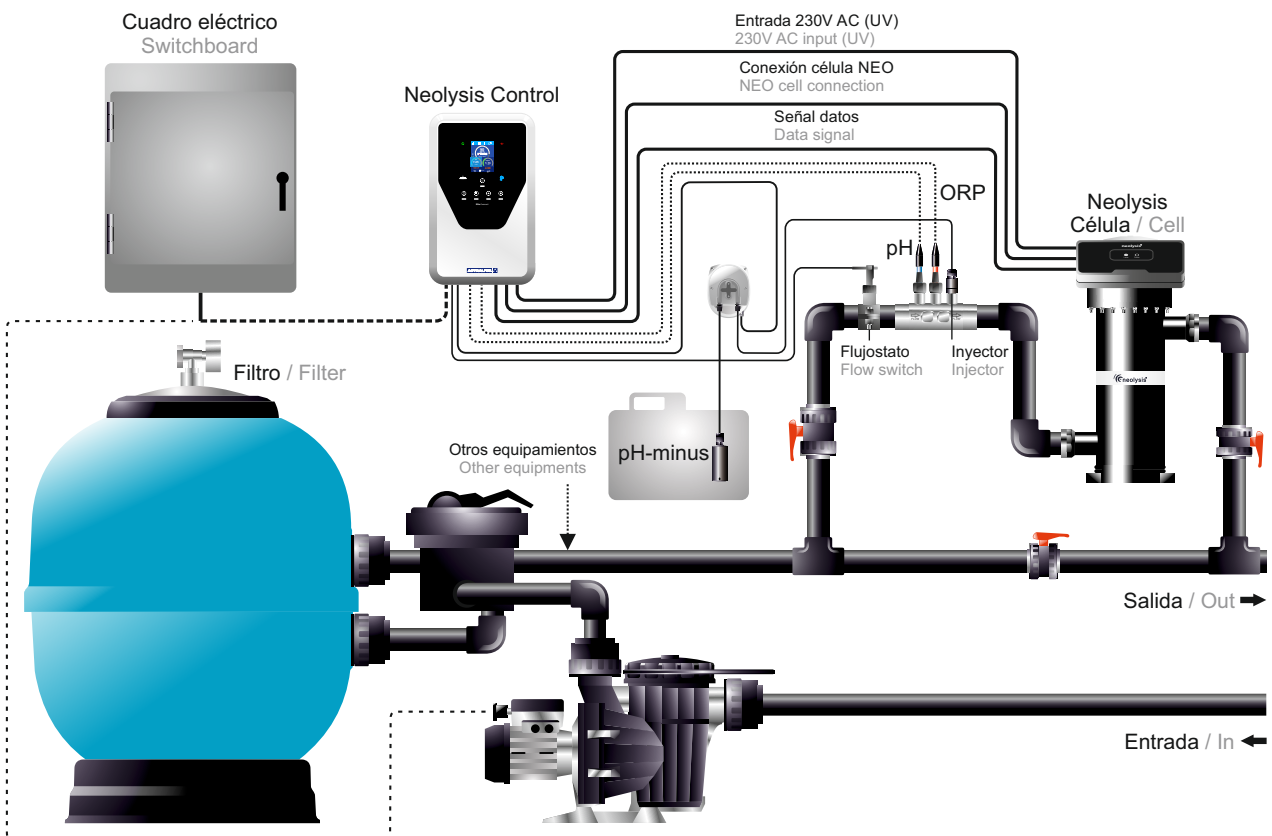 Cuadro eléctrico
Switchboard
Entrada 230V AC (UV)
230V AC input (UV)
Conexión célula NEO
NEO cell connection
Señal datos
Data signal
Neolysis Control
ORP
pH
Neolysis
Célula / Cell
neolysis
Flujostato
Flow switch
Inyector
Injector
neolysis
Filtro / Filter
Otros equipamientos
Other equipments
pH-minus
Salida / Out
Entrada / In